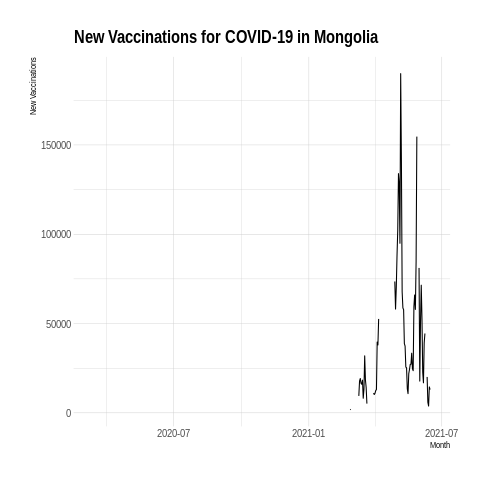 New Vaccinations for COVID-19 in Mongolia
New Vaccinations
150000
100000
50000
0
2020-07 2021-01 2021-07
Month